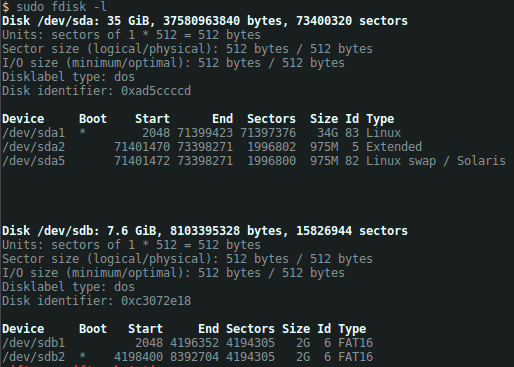 $ sudo fdisk -l
Disk /dev/sda: 35 GiB, 37580963840 bytes, 73400320 sectors
Units: sectors of 1 * 512 = 512 bytes
Sector size (logical/physical): 512 bytes / 512 bytes
I/O size (minimum/optimal): 512 bytes / 512 bytes
Disklabel type: dos
Disk identifier: 0xad5ccccd
Device     Boot    Start      End  Sectors  Size Id Type
/dev/sda1  *        2048 71399423 71397376   34G 83 Linux
/dev/sda2       71401470 73398271  1996802  975M  5 Extended
/dev/sda5       71401472 73398271  1996800  975M 82 Linux swap / Solaris
Disk /dev/sdb: 7.6 GiB, 8103395328 bytes, 15826944 sectors
Units: sectors of 1 * 512 = 512 bytes
Sector size (logical/physical): 512 bytes / 512 bytes
I/O size (minimum/optimal): 512 bytes / 512 bytes
Disklabel type: dos
Disk identifier: 0xc3072e18
Device     Boot   Start     End Sectors Size Id Type
/dev/sdb1          2048 4196352 4194305   2G  6 FAT16
/dev/sdb2  *    4198400 8392704 4194305   2G  6 FAT16